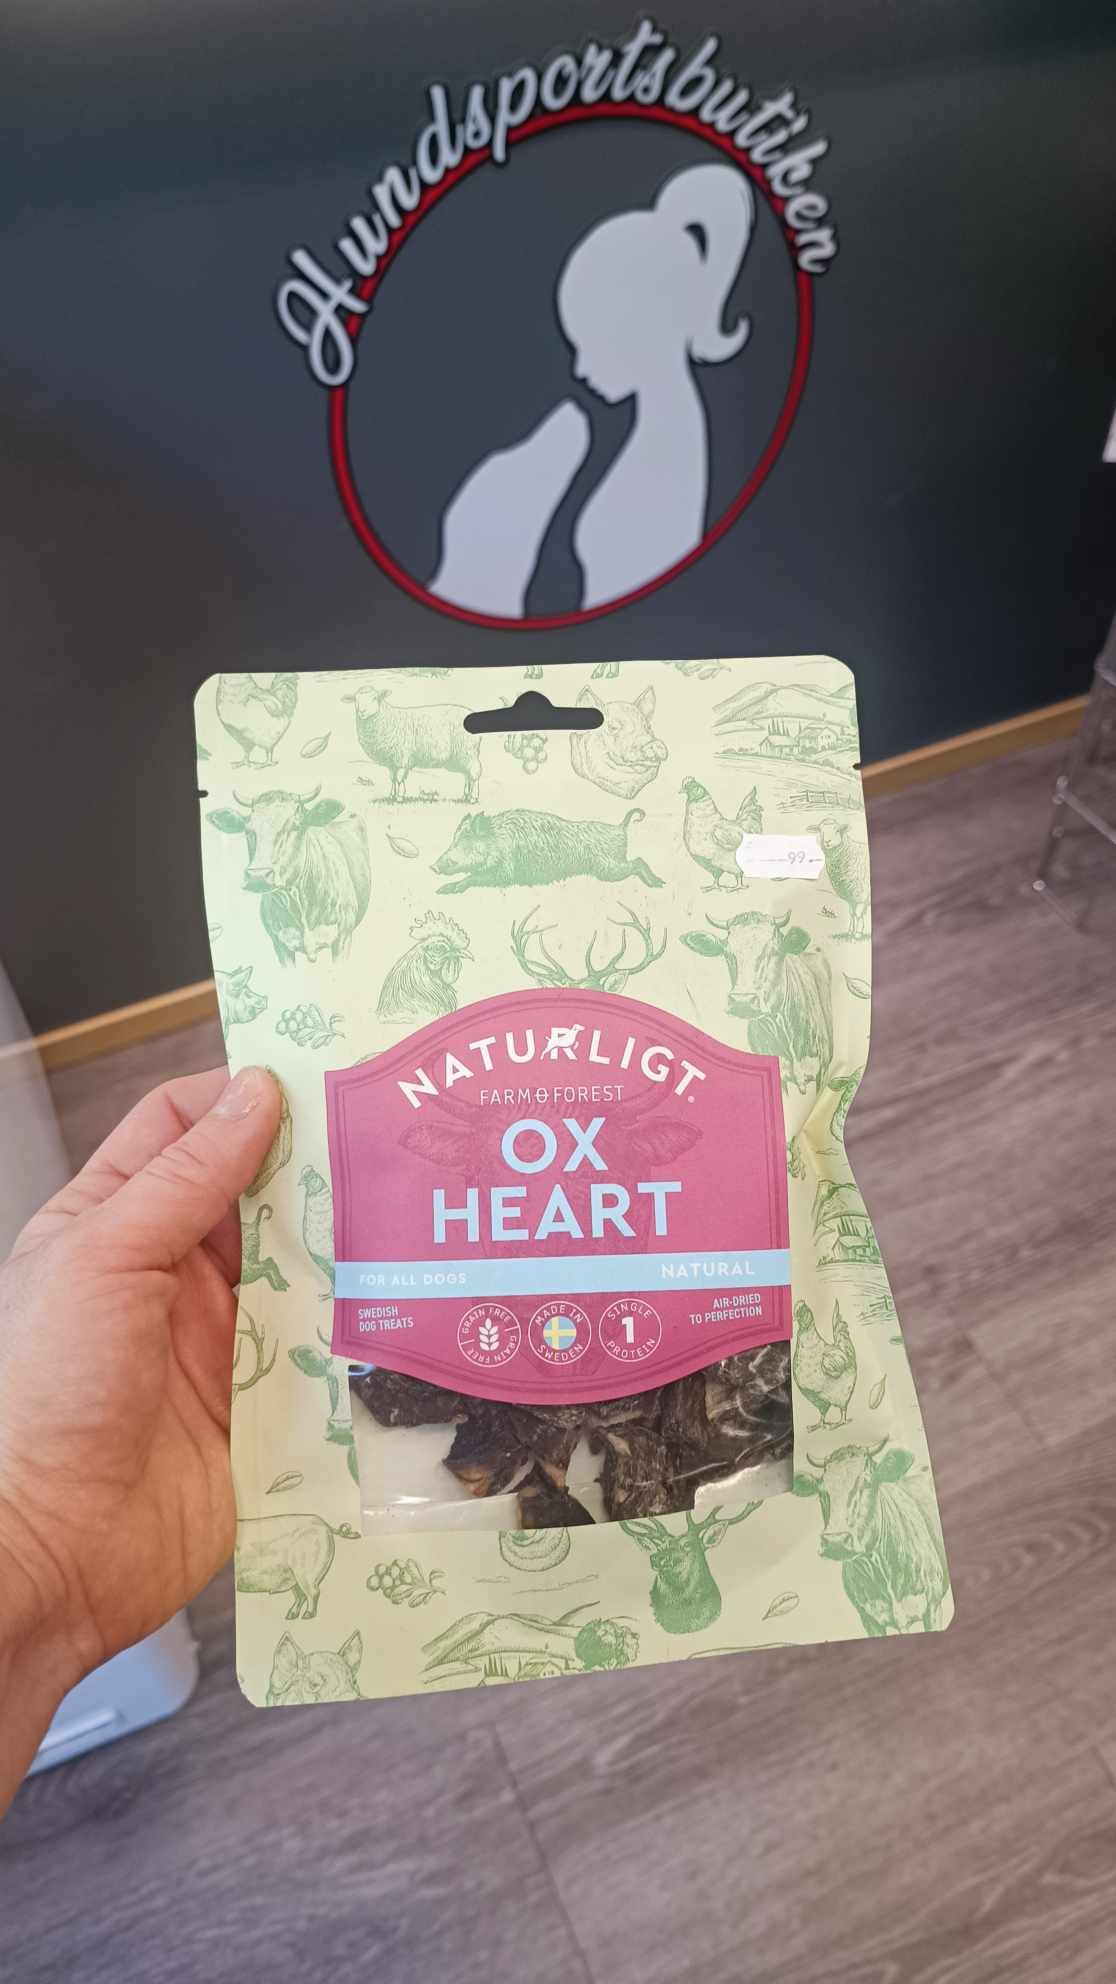 Hundsportsbutiken
99.-
NATURLIGT®
FARM & FOREST
OX
HEART
FOR ALL DOGS
NATURAL
SWEDISH
DOG TREATS
GRAIN FREE
GRAIN FREE
MADE IN
SWEDEN
SINGLE
1
PROTEIN
AIR-DRIED
TO PERFECTION